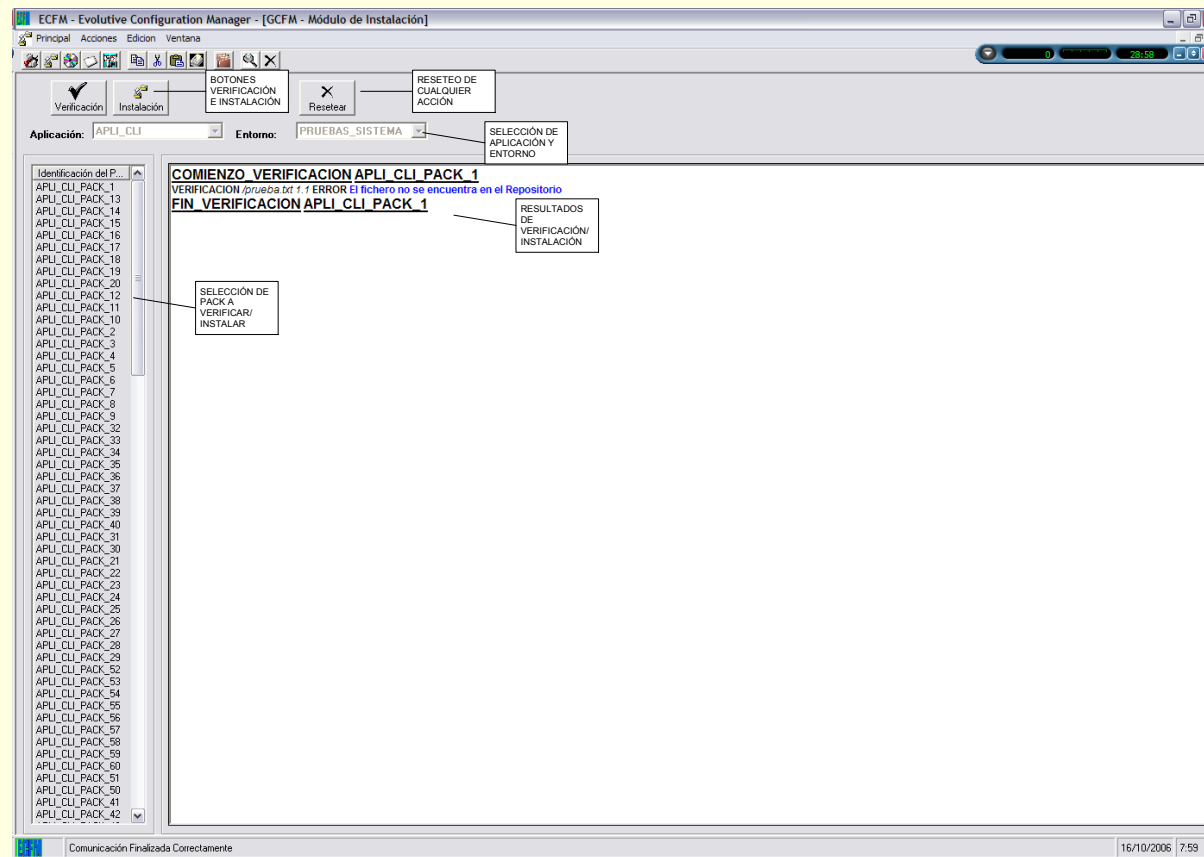 ECFM - Evolutive Configuration Manager - [GCFM - Módulo de Instalación]
Principal Acciones Edicion Ventana
0 28:58
Verificación Instalación Resetear
BOTONES
VERIFICACIÓN
E INSTALACIÓN
RESETEO DE
CUALQUIER
ACCIÓN
Aplicación: APLI_CLI Entorno: PRUEBAS_SISTEMA
SELECCIÓN DE
APLICACIÓN Y
ENTORNO
Identificación del P...
APLI_CLI_PACK_1
APLI_CLI_PACK_13
APLI_CLI_PACK_14
APLI_CLI_PACK_15
APLI_CLI_PACK_16
APLI_CLI_PACK_17
APLI_CLI_PACK_18
APLI_CLI_PACK_19
APLI_CLI_PACK_20
APLI_CLI_PACK_12
APLI_CLI_PACK_11
APLI_CLI_PACK_10
APLI_CLI_PACK_2
APLI_CLI_PACK_3
APLI_CLI_PACK_4
APLI_CLI_PACK_5
APLI_CLI_PACK_6
APLI_CLI_PACK_7
APLI_CLI_PACK_8
APLI_CLI_PACK_9
APLI_CLI_PACK_32
APLI_CLI_PACK_33
APLI_CLI_PACK_34
APLI_CLI_PACK_35
APLI_CLI_PACK_36
APLI_CLI_PACK_37
APLI_CLI_PACK_38
APLI_CLI_PACK_39
APLI_CLI_PACK_40
APLI_CLI_PACK_31
APLI_CLI_PACK_30
APLI_CLI_PACK_21
APLI_CLI_PACK_22
APLI_CLI_PACK_23
APLI_CLI_PACK_24
APLI_CLI_PACK_25
APLI_CLI_PACK_26
APLI_CLI_PACK_27
APLI_CLI_PACK_28
APLI_CLI_PACK_29
APLI_CLI_PACK_52
APLI_CLI_PACK_53
APLI_CLI_PACK_54
APLI_CLI_PACK_55
APLI_CLI_PACK_56
APLI_CLI_PACK_57
APLI_CLI_PACK_58
APLI_CLI_PACK_59
APLI_CLI_PACK_60
APLI_CLI_PACK_51
APLI_CLI_PACK_50
APLI_CLI_PACK_41
APLI_CLI_PACK_42
COMIENZO_VERIFICACION APLI_CLI_PACK_1
VERIFICACION /prueba.txt 1.1 ERROR El fichero no se encuentra en el Repositorio
FIN_VERIFICACION APLI_CLI_PACK_1
RESULTADOS
DE
VERIFICACIÓN/
INSTALACIÓN
SELECCIÓN DE
PACK A
VERIFICAR/
INSTALAR
Comunicación Finalizada Correctamente
16/10/2006 7:59